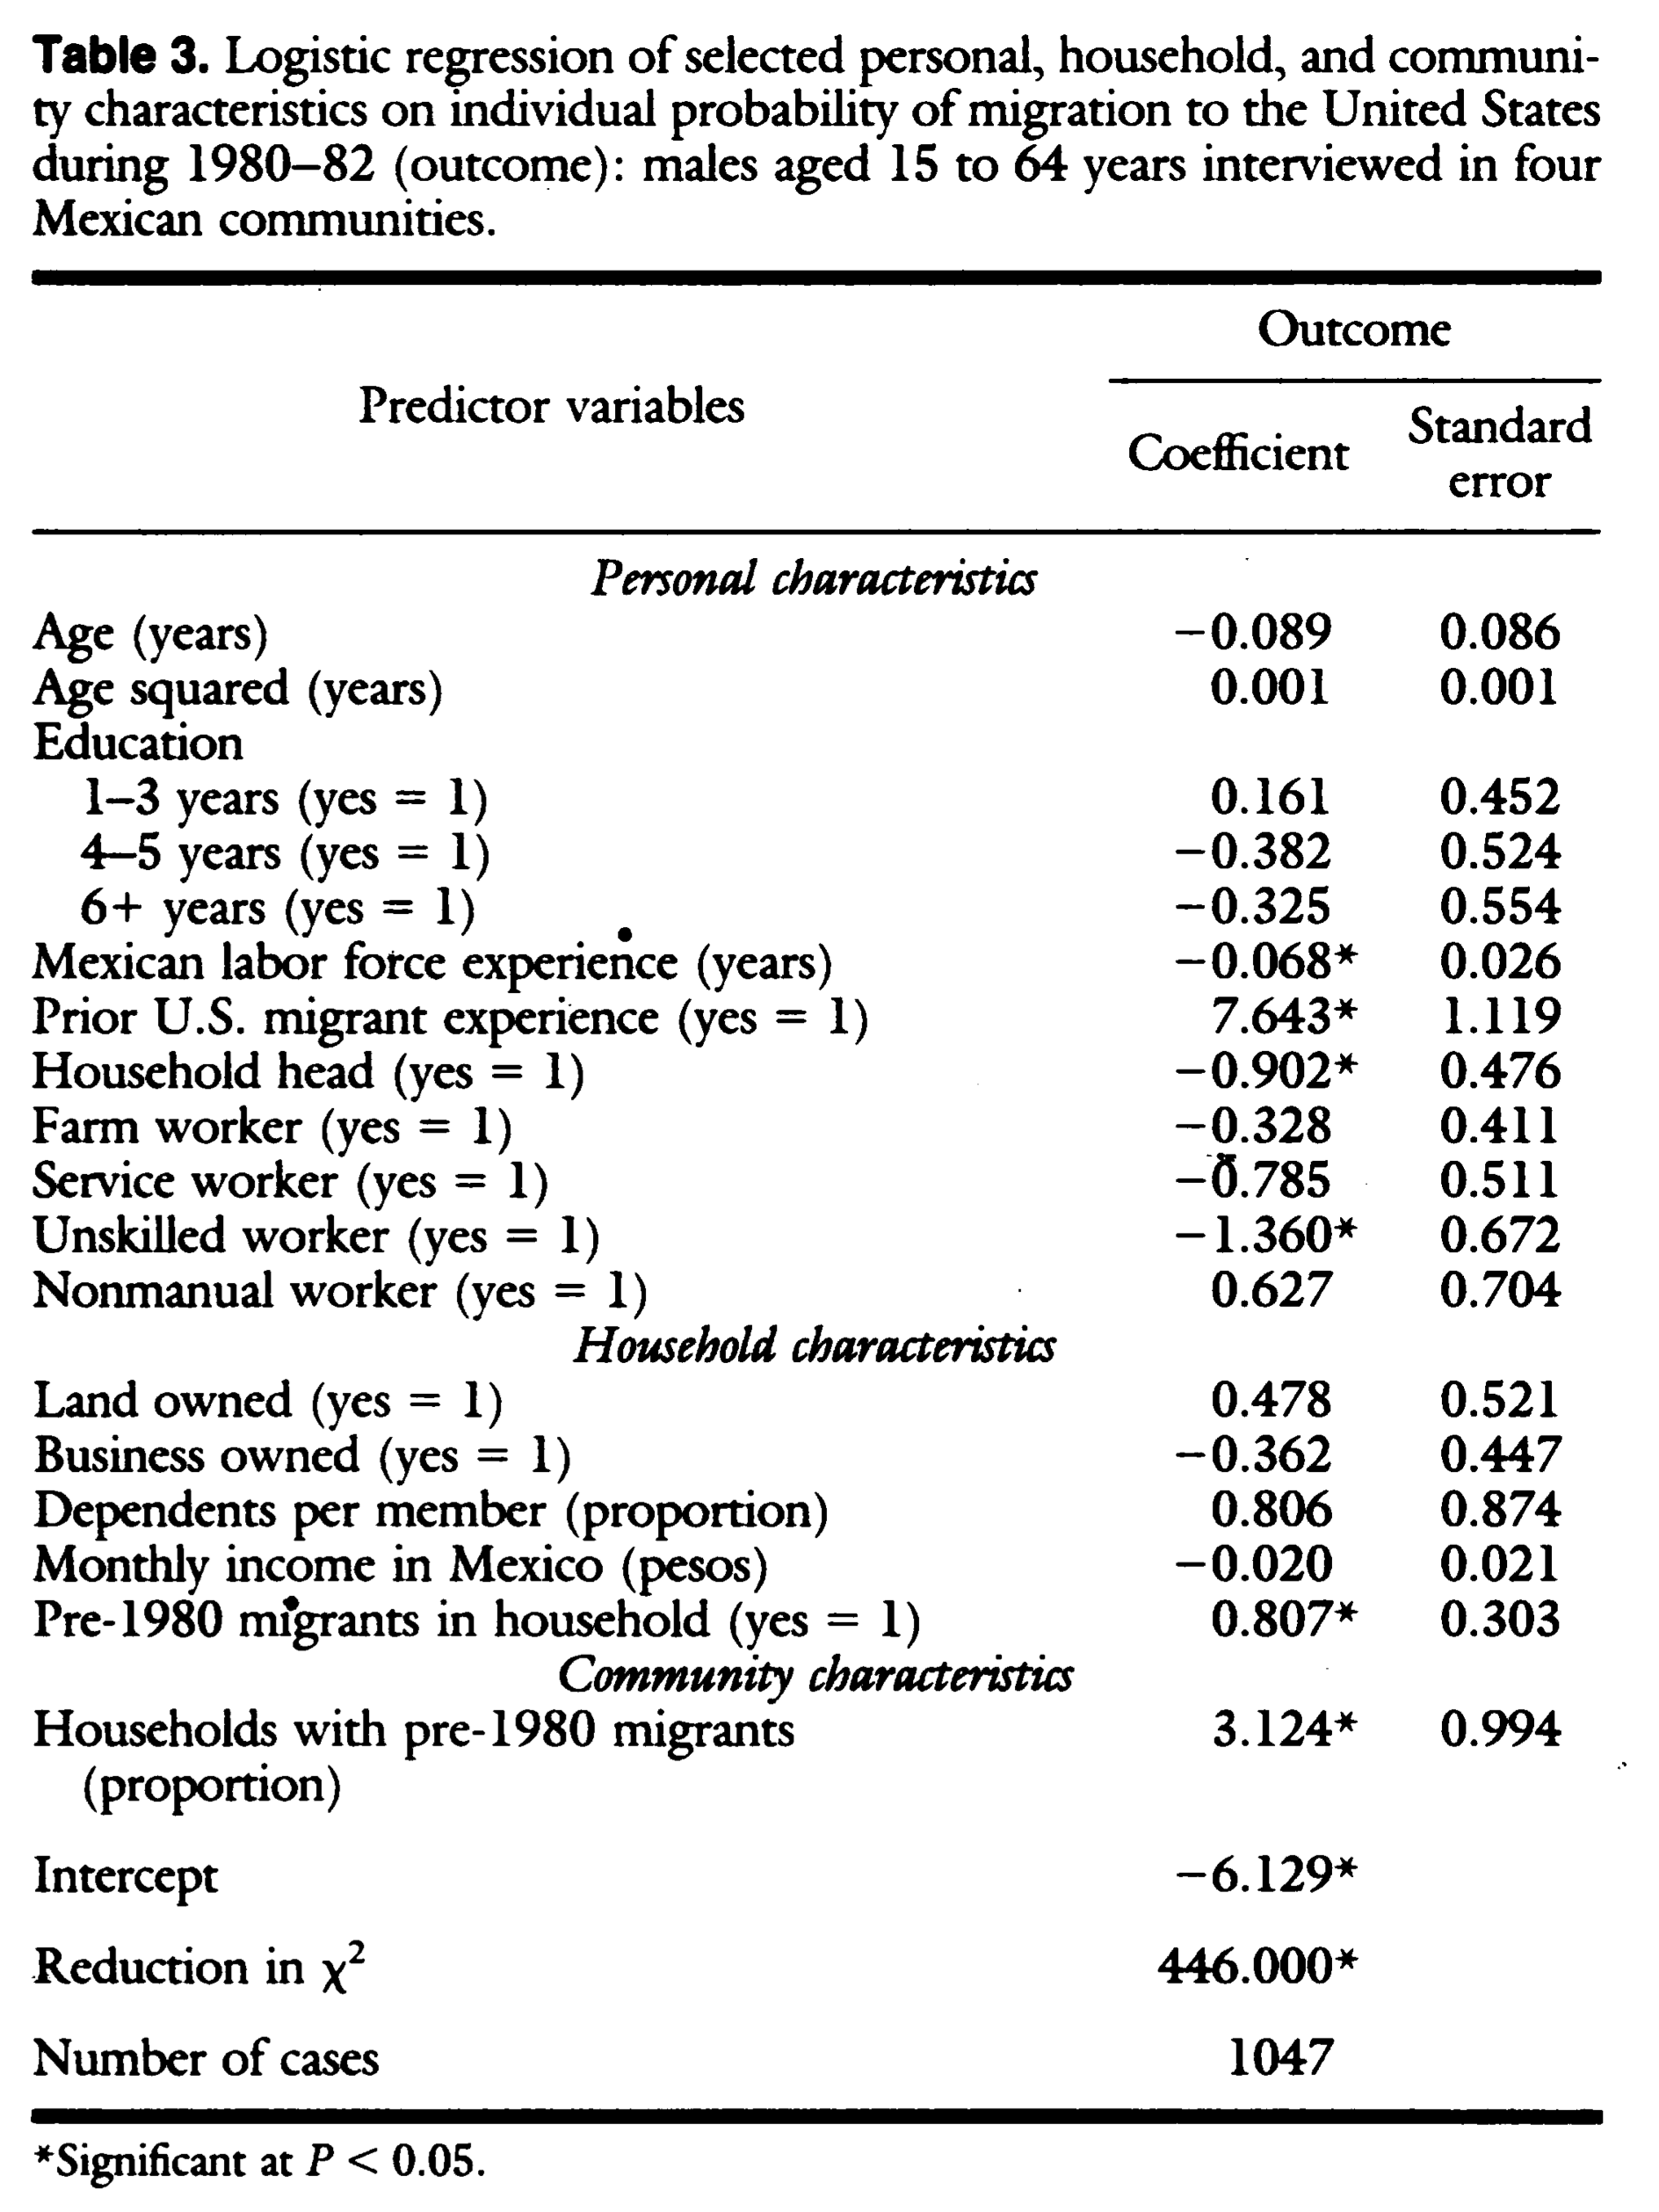 Table 3. Logistic regression of selected personal, household, and communi-
ty characteristics on individual probability of migration to the United States
during 1980–82 (outcome): males aged 15 to 64 years interviewed in four
Mexican communities.
Outcome
Predictor variables
Coefficient Standard error
Personal characteristics
Age (years) −0.089 0.086
Age squared (years) 0.001 0.001
Education
1–3 years (yes = 1) 0.161 0.452
4–5 years (yes = 1) −0.382 0.524
6+ years (yes = 1) −0.325 0.554
Mexican labor force experience (years) −0.068* 0.026
Prior U.S. migrant experience (yes = 1) 7.643* 1.119
Household head (yes = 1) −0.902* 0.476
Farm worker (yes = 1) −0.328 0.411
Service worker (yes = 1) −0.785 0.511
Unskilled worker (yes = 1) −1.360* 0.672
Nonmanual worker (yes = 1) 0.627 0.704
Household characteristics
Land owned (yes = 1) 0.478 0.521
Business owned (yes = 1) −0.362 0.447
Dependents per member (proportion) 0.806 0.874
Monthly income in Mexico (pesos) −0.020 0.021
Pre-1980 migrants in household (yes = 1) 0.807* 0.303
Community characteristics
Households with pre-1980 migrants 3.124* 0.994
(proportion)
Intercept −6.129*
Reduction in χ² 446.000*
Number of cases 1047
*Significant at P < 0.05.